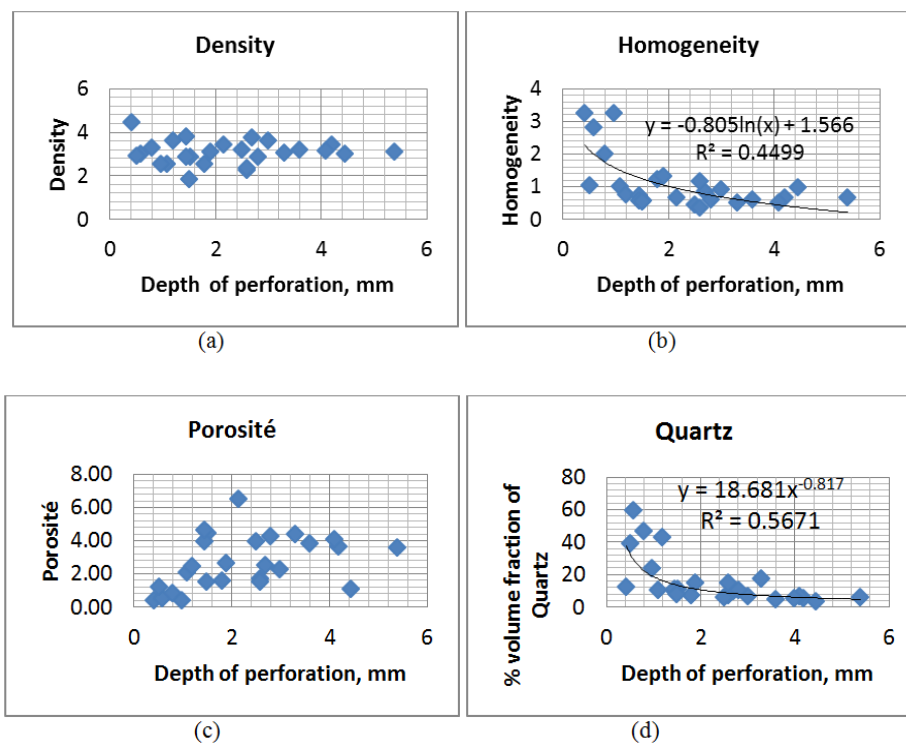 Density
6
4
2
0
Density
0 2 4 6
Depth of perforation, mm
(a)
Homogeneity
4
3
2
1
0
Homogeneity
y = -0.805ln(x) + 1.566
R² = 0.4499
0 2 4 6
Depth of perforation, mm
(b)
Porosité
8.00
6.00
4.00
2.00
0.00
Porosité
0 2 4 6
Depth of perforation, mm
(c)
Quartz
80
60
40
20
0
% volume fraction of
Quartz
y = 18.681x^-0.817
R² = 0.5671
0 2 4 6
Depth of perforation, mm
(d)